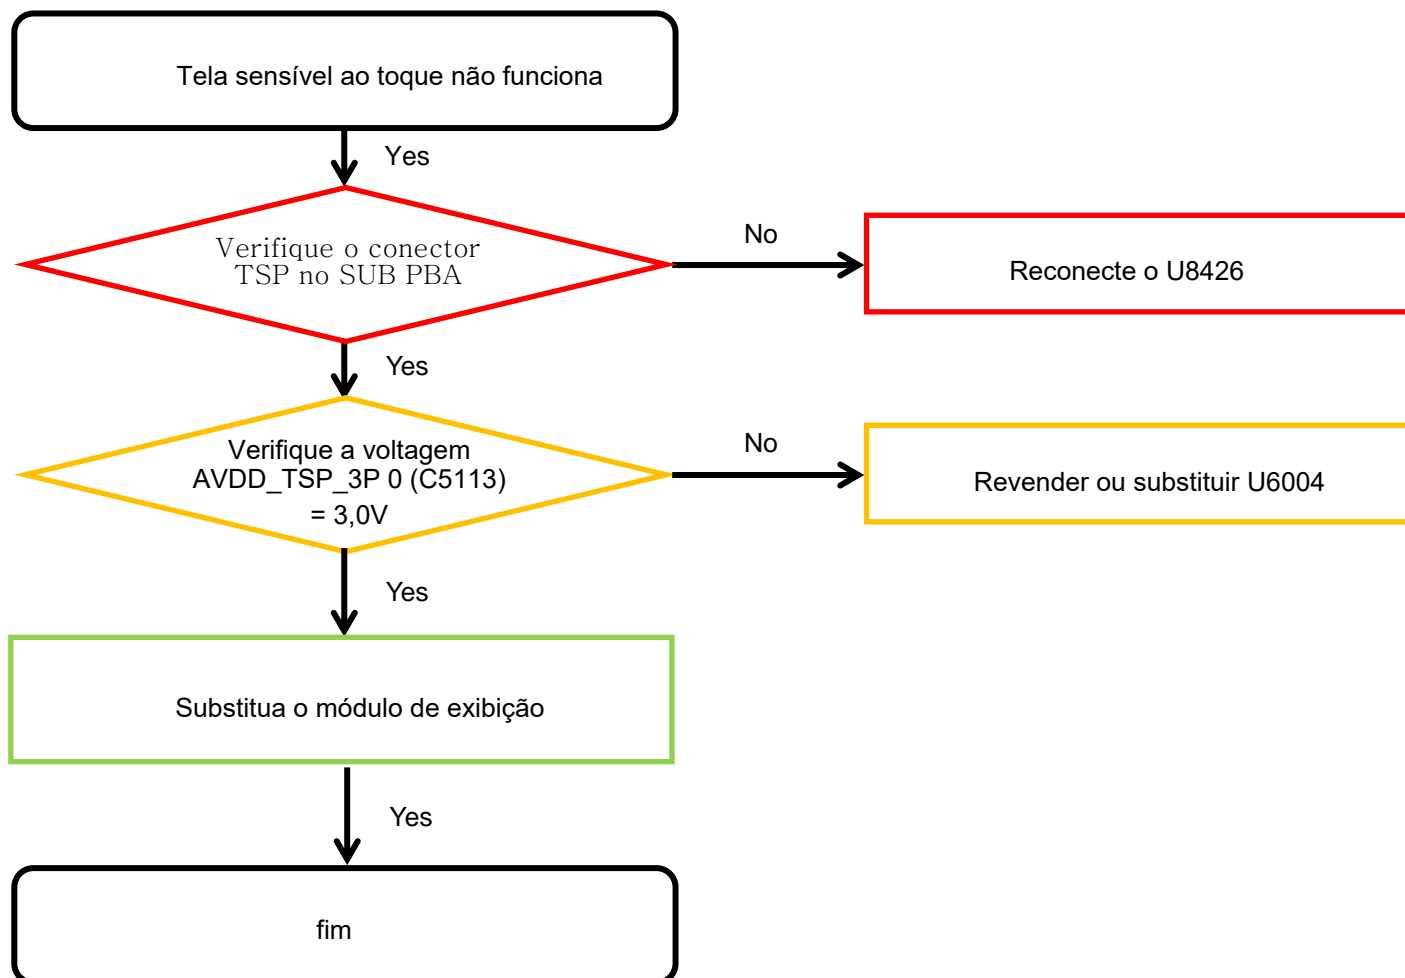 Tela sensível ao toque não funciona
Yes
Verifique o conector
TSP no SUB PBA
No
Reconecte o U8426
Yes
Verifique a voltagem
AVDD_TSP_3P 0 (C5113)
= 3,0V
No
Revender ou substituir U6004
Yes
Substitua o módulo de exibição
Yes
fim